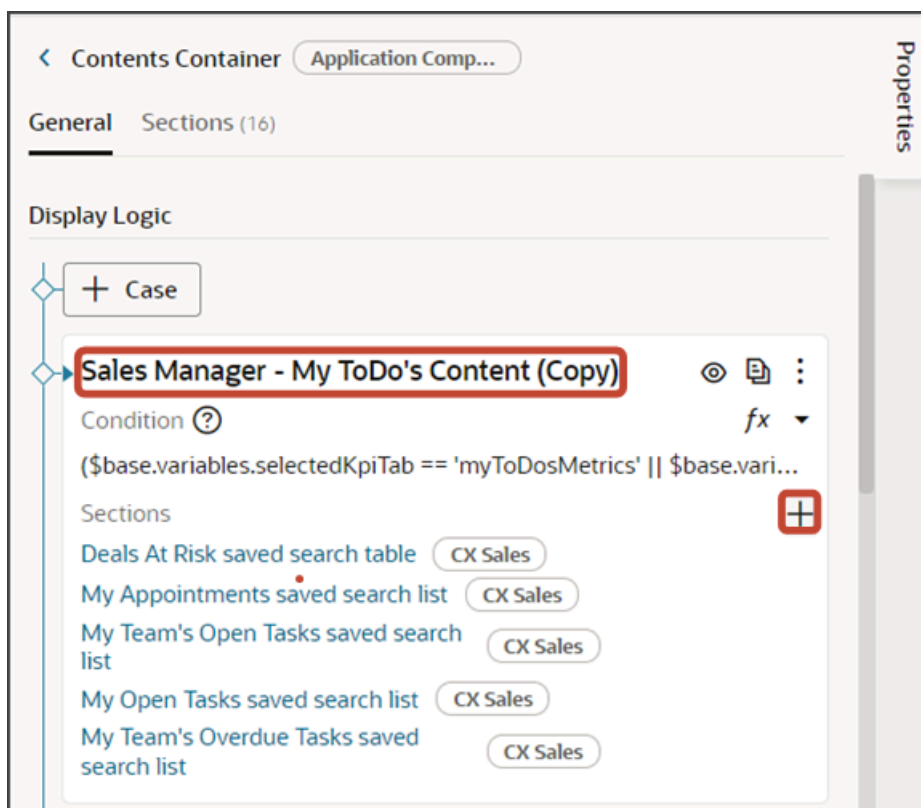 Contents Container Application Comp...
Properties
General Sections (16)
Display Logic
+ Case
Sales Manager - My ToDo's Content (Copy)
Condition ? fx
($base.variables.selectedKpiTab == 'myToDosMetrics' || $base.vari...
Sections +
Deals At Risk saved search table CX Sales
My Appointments saved search list CX Sales
My Team's Open Tasks saved search
list CX Sales
My Open Tasks saved search list CX Sales
My Team's Overdue Tasks saved
search list CX Sales